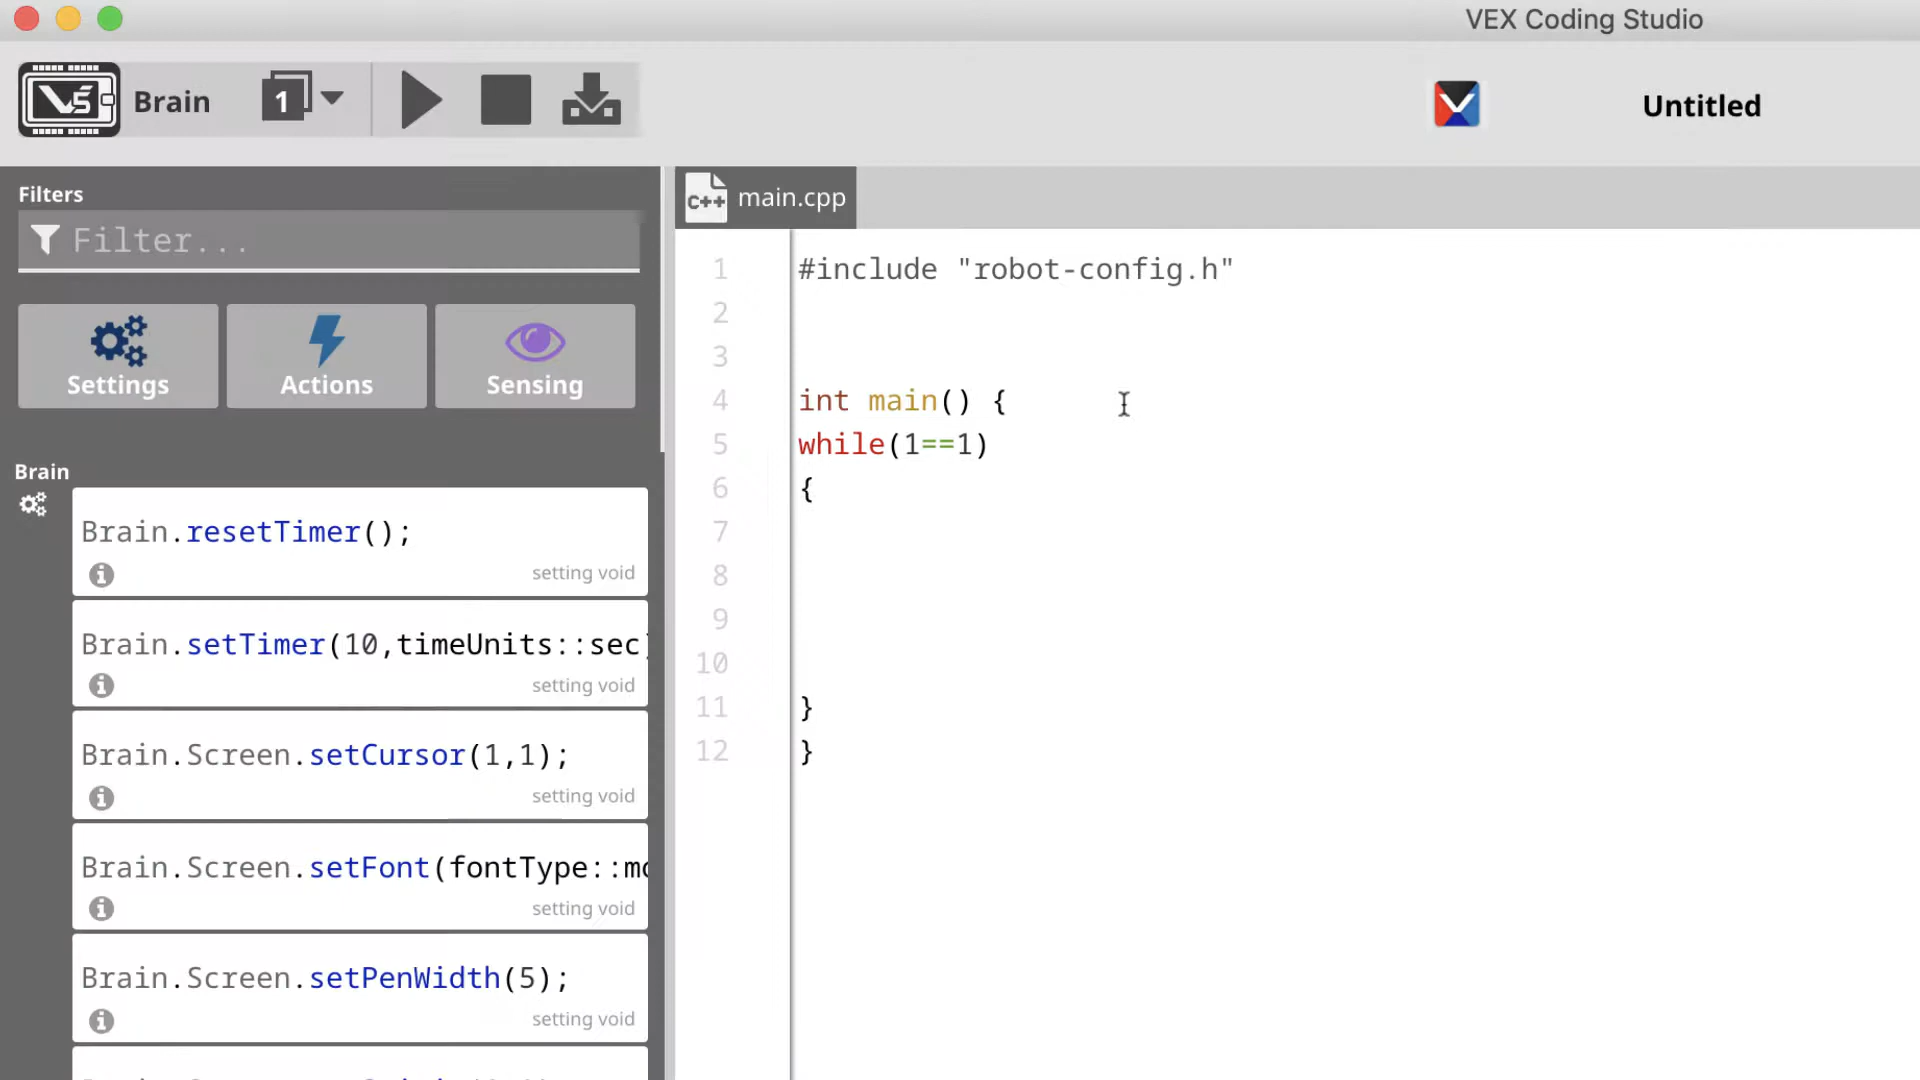 VEX Coding Studio
V5
Brain
1
Untitled
Filters
Filter...
Settings
Actions
Sensing
Brain
Brain.resetTimer();
setting void
Brain.setTimer(10,timeUnits::sec
setting void
Brain.Screen.setCursor(1,1);
setting void
Brain.Screen.setFont(fontType::mo
setting void
Brain.Screen.setPenWidth(5);
setting void
C++ main.cpp
1 #include "robot-config.h"
2
3
4 int main() {
5 while(1==1)
6 {
7
8
9
10
11 }
12 }